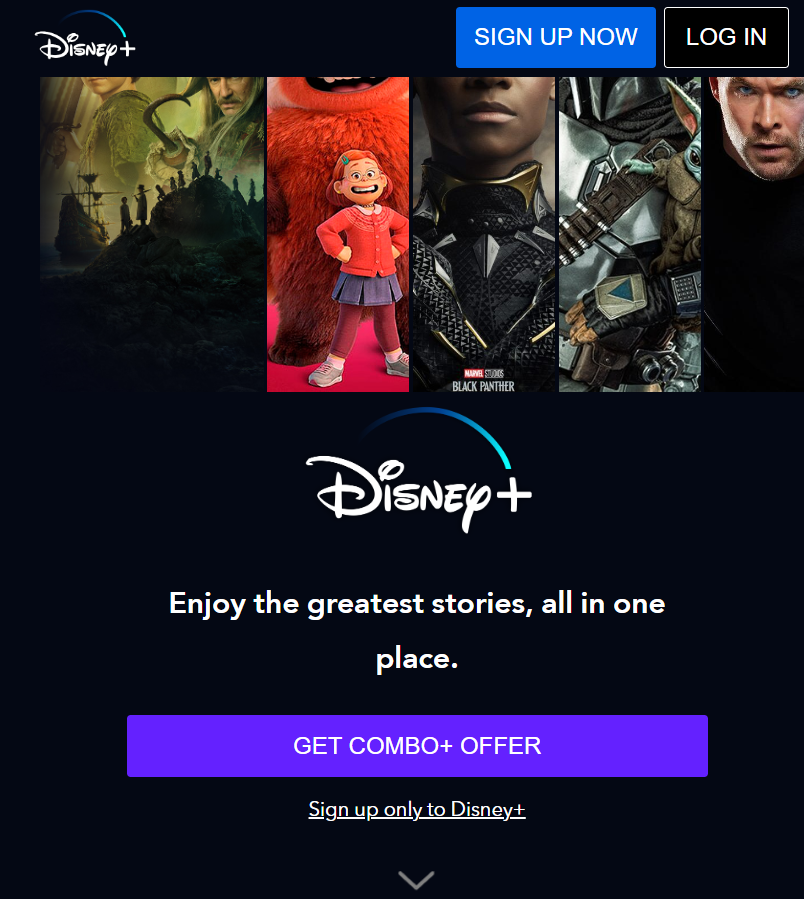 Disney+
SIGN UP NOW
LOG IN
MARVEL STUDIOS
BLACK PANTHER
Disney+
Enjoy the greatest stories, all in one
place.
GET COMBO+ OFFER
Sign up only to Disney+